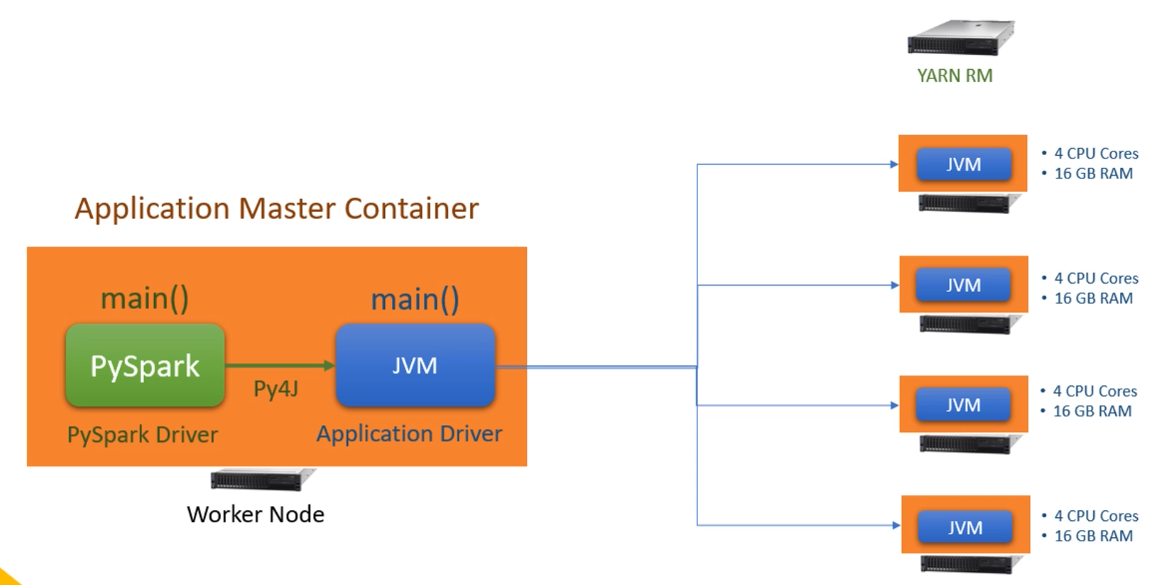 YARN RM
JVM
• 4 CPU Cores
• 16 GB RAM
Application Master Container
JVM
• 4 CPU Cores
• 16 GB RAM
main()
main()
PySpark
Py4J
JVM
PySpark Driver
Application Driver
JVM
• 4 CPU Cores
• 16 GB RAM
Worker Node
JVM
• 4 CPU Cores
• 16 GB RAM